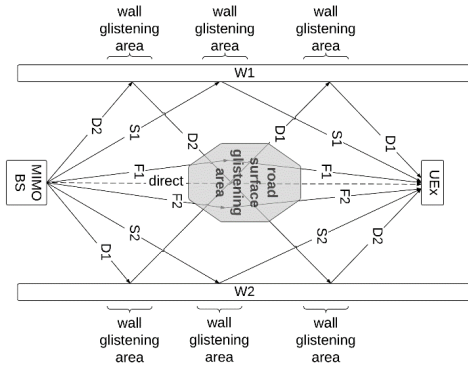 wall
glistening
area
wall
glistening
area
wall
glistening
area
W1
D2
S1
D2
D1
S1
D1
MIMO
BS
F1
direct
F2
road
surface
glistening
area
F1
F2
UEx
D1
S2
S2
D2
W2
wall
glistening
area
wall
glistening
area
wall
glistening
area